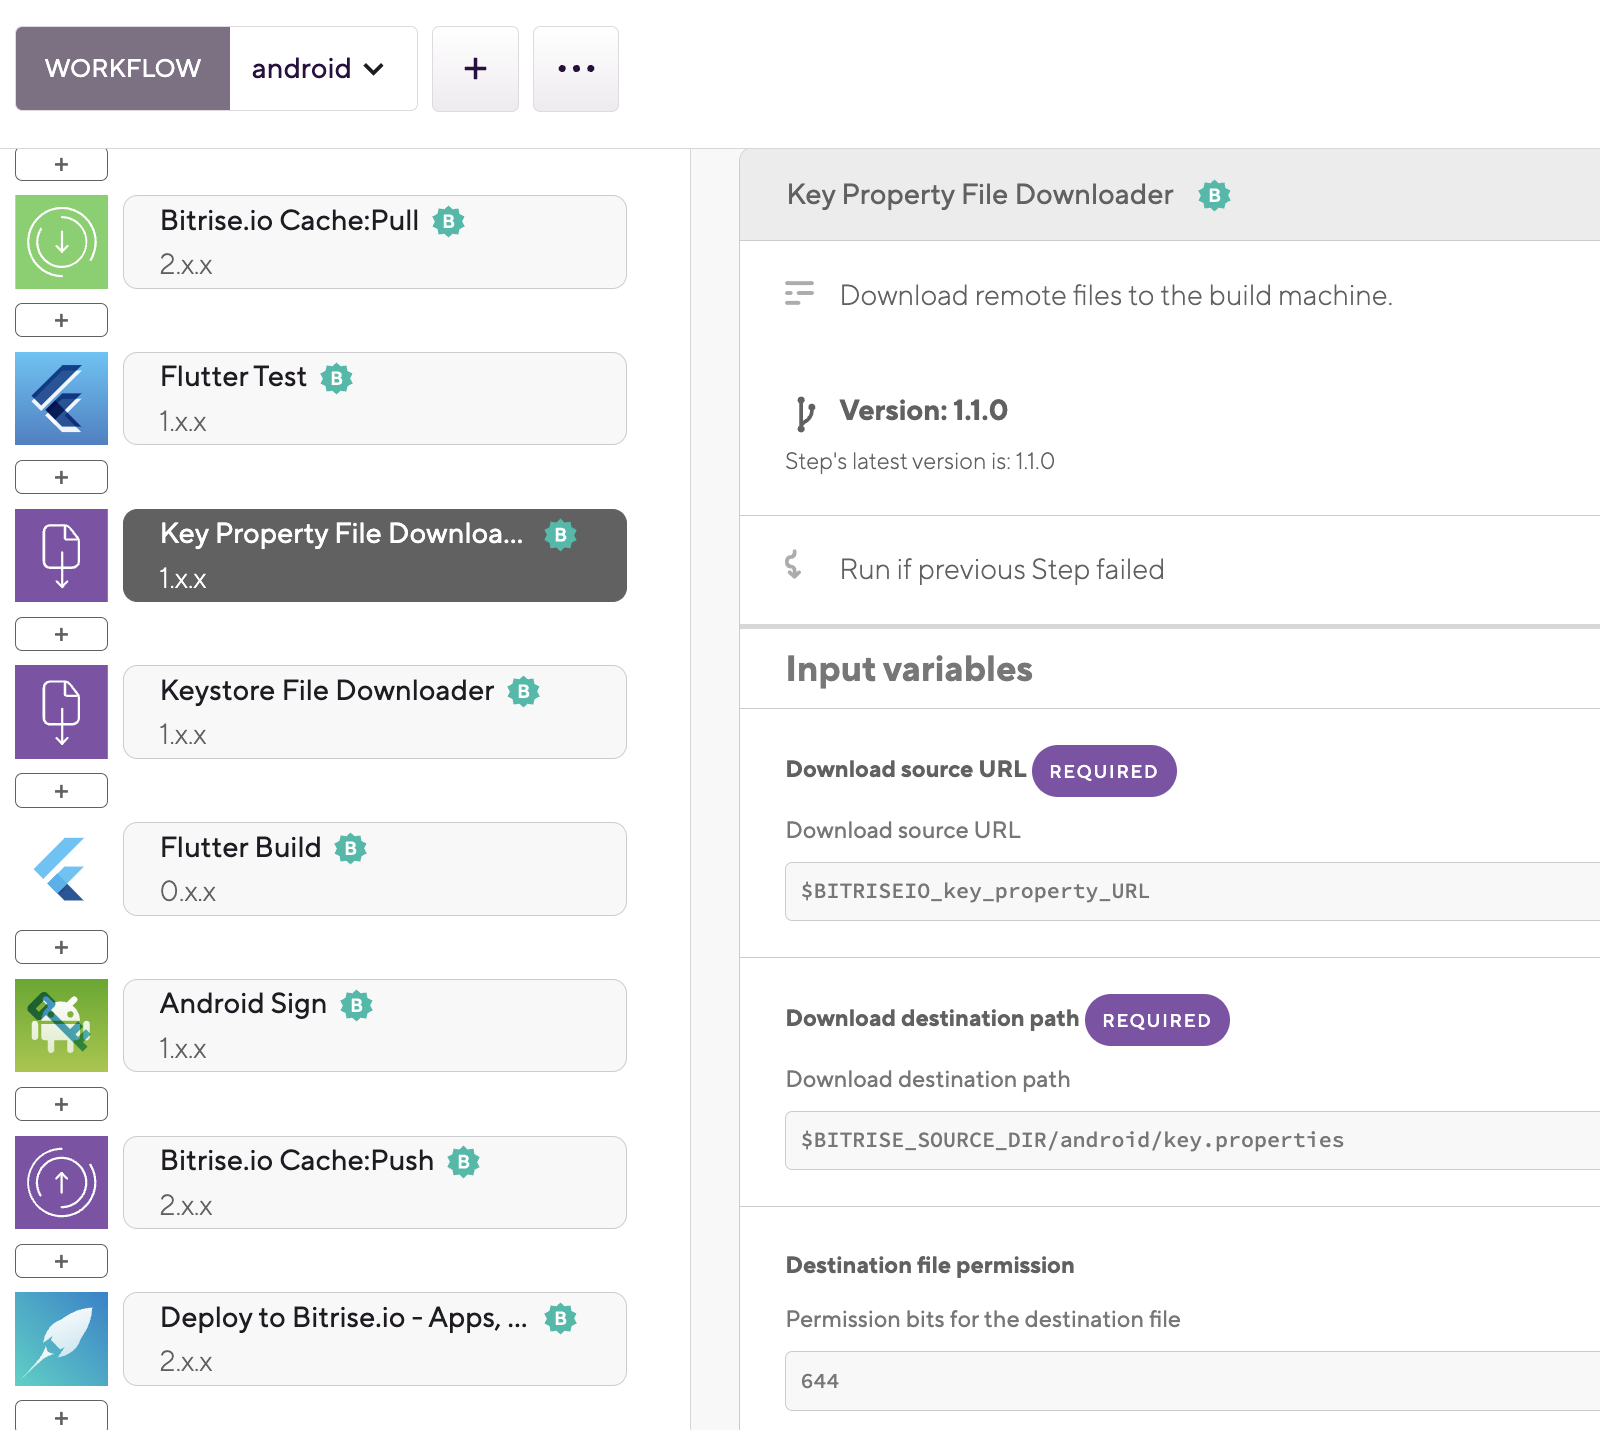 WORKFLOW
android
+
...
+
Bitrise.io Cache:Pull B
2.x.x
+
Flutter Test B
1.x.x
+
Key Property File Downloa... B
1.x.x
+
Keystore File Downloader B
1.x.x
+
Flutter Build B
0.x.x
+
Android Sign B
1.x.x
+
Bitrise.io Cache:Push B
2.x.x
+
Deploy to Bitrise.io - Apps, ... B
2.x.x
+
Key Property File Downloader B
Download remote files to the build machine.
Version: 1.1.0
Step's latest version is: 1.1.0
Run if previous Step failed
Input variables
Download source URL REQUIRED
Download source URL
$BITRISEIO_key_property_URL
Download destination path REQUIRED
Download destination path
$BITRISE_SOURCE_DIR/android/key.properties
Destination file permission
Permission bits for the destination file
644